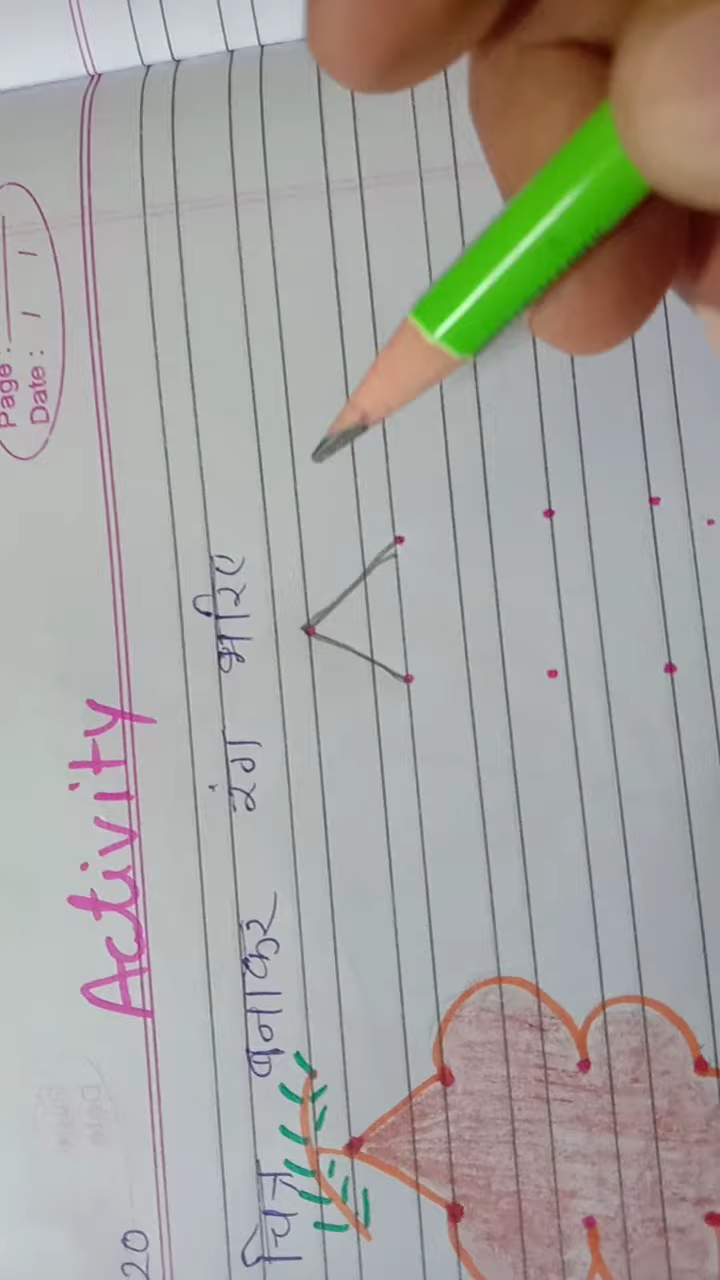 Page :
Date : / /
Activity
20
चित्र बनाकर रंग भरिए